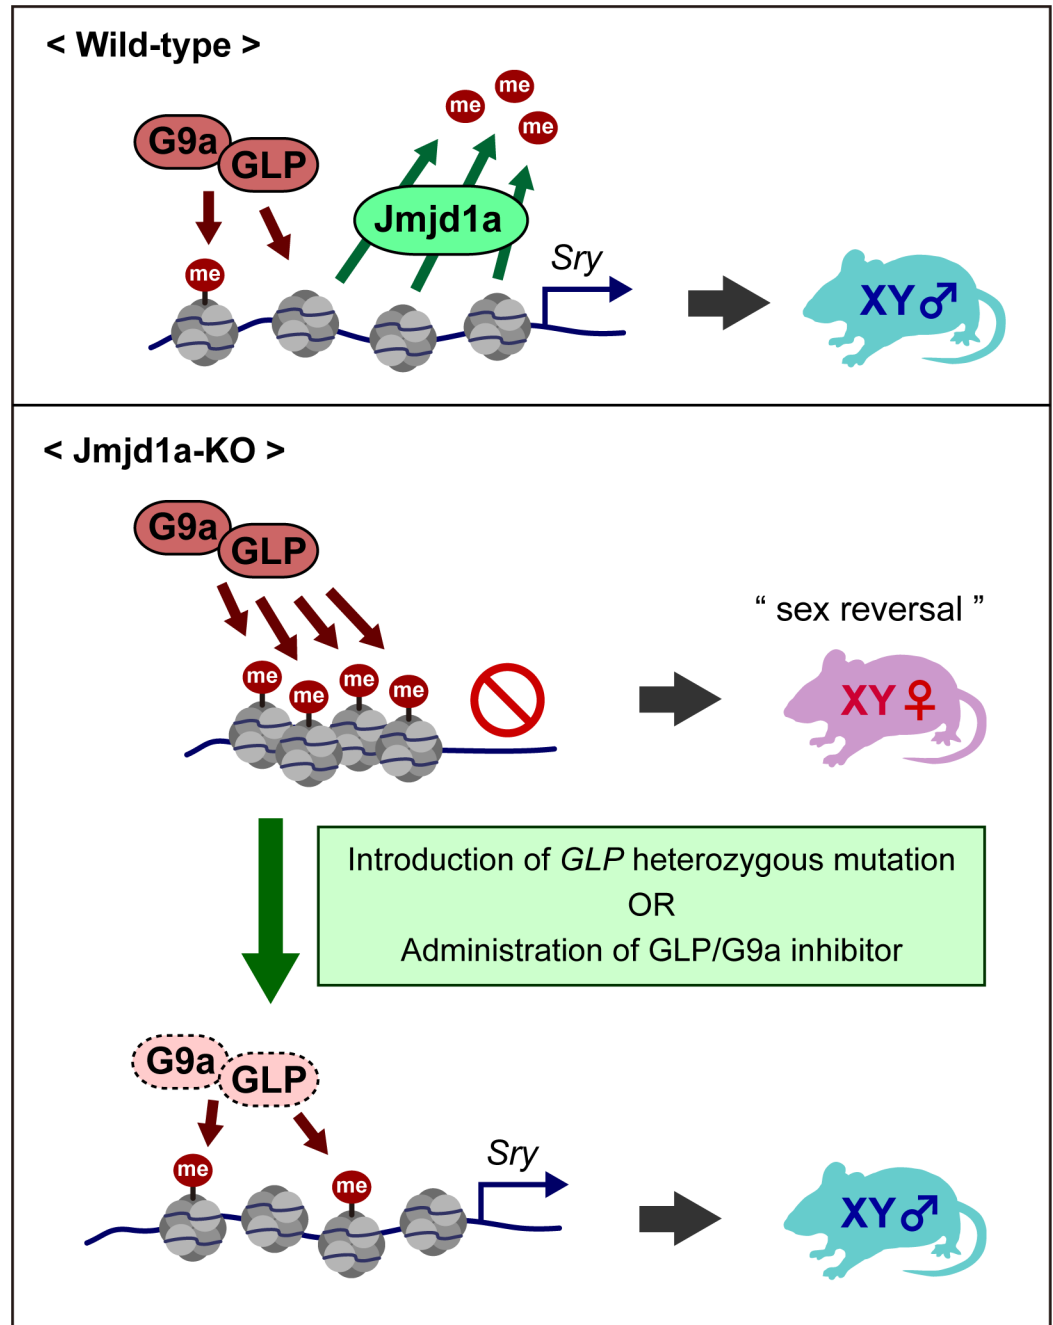 < Wild-type >
me
me
me
G9a
GLP
Jmjd1a
me
Sry
XY♂
< Jmjd1a-KO >
G9a
GLP
“ sex reversal ”
me
me
me
me
XY♀
Introduction of GLP heterozygous mutation
OR
Administration of GLP/G9a inhibitor
G9a
GLP
me
me
Sry
XY♂